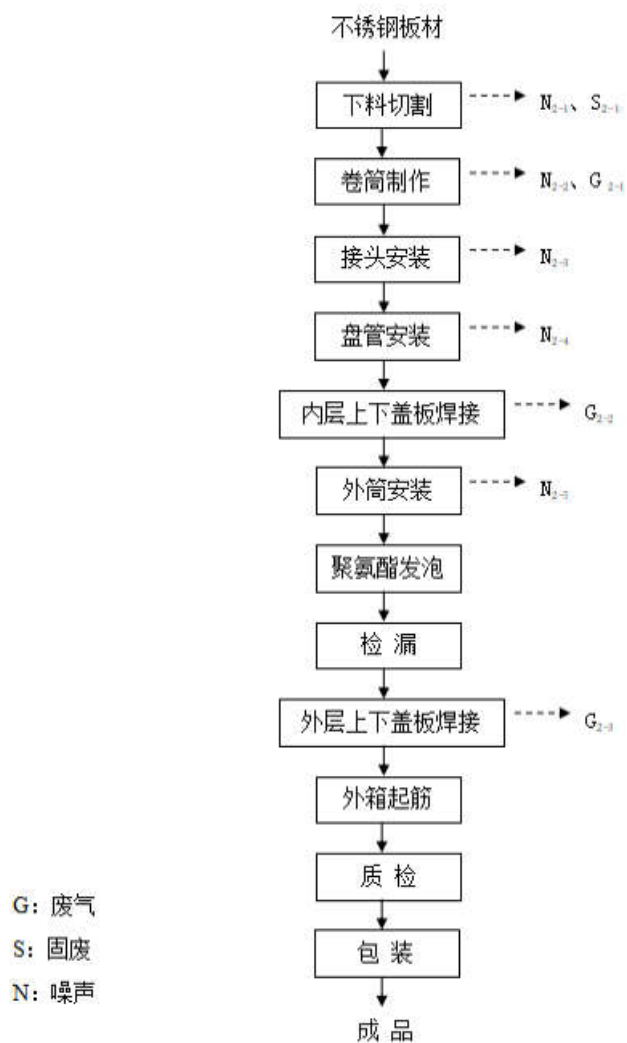 不锈钢板材
下料切割
N2-1、S2-1
卷筒制作
N2-2、G 2-1
接头安装
N2-3
盘管安装
N2-4
内层上下盖板焊接
G2-2
外筒安装
N2-5
聚氨酯发泡
检 漏
外层上下盖板焊接
G2-3
外箱起筋
质 检
包 装
成 品
G: 废气
S: 固废
N: 噪声